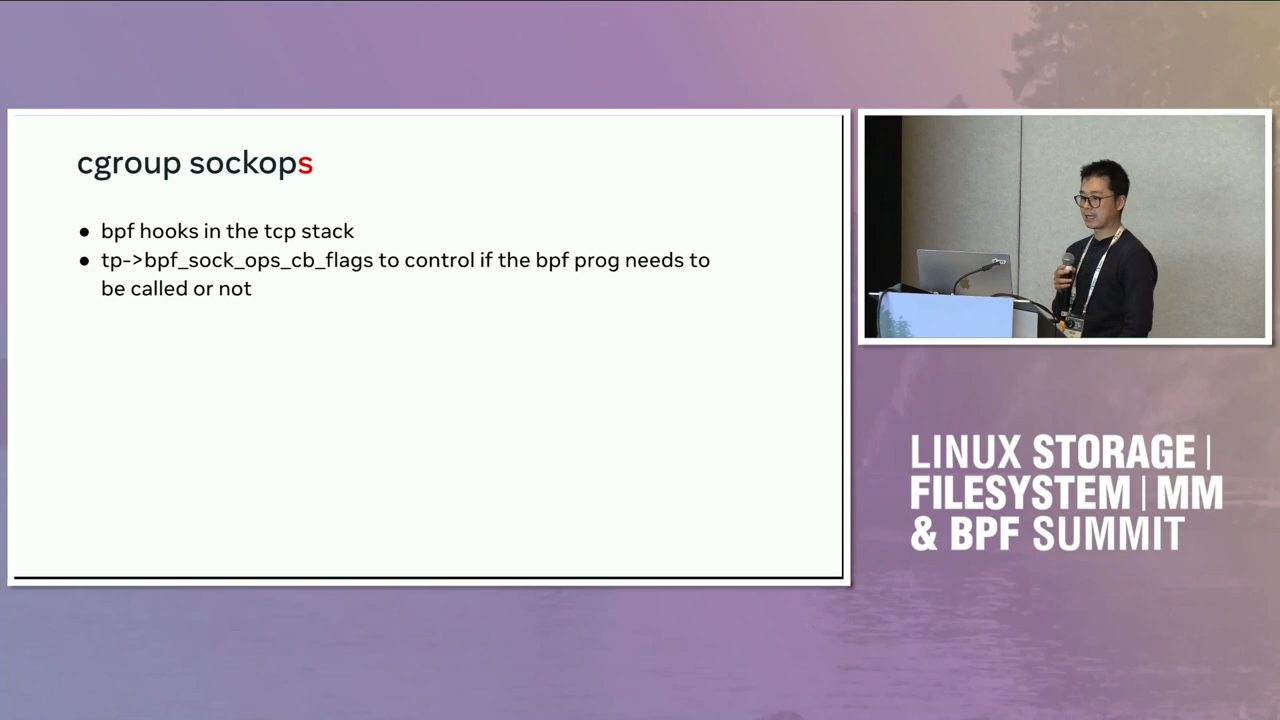 cgroup sockops
● bpf hooks in the tcp stack
● tp->bpf_sock_ops_cb_flags to control if the bpf prog needs to
be called or not
LINUX STORAGE |
FILESYSTEM | MM
& BPF SUMMIT